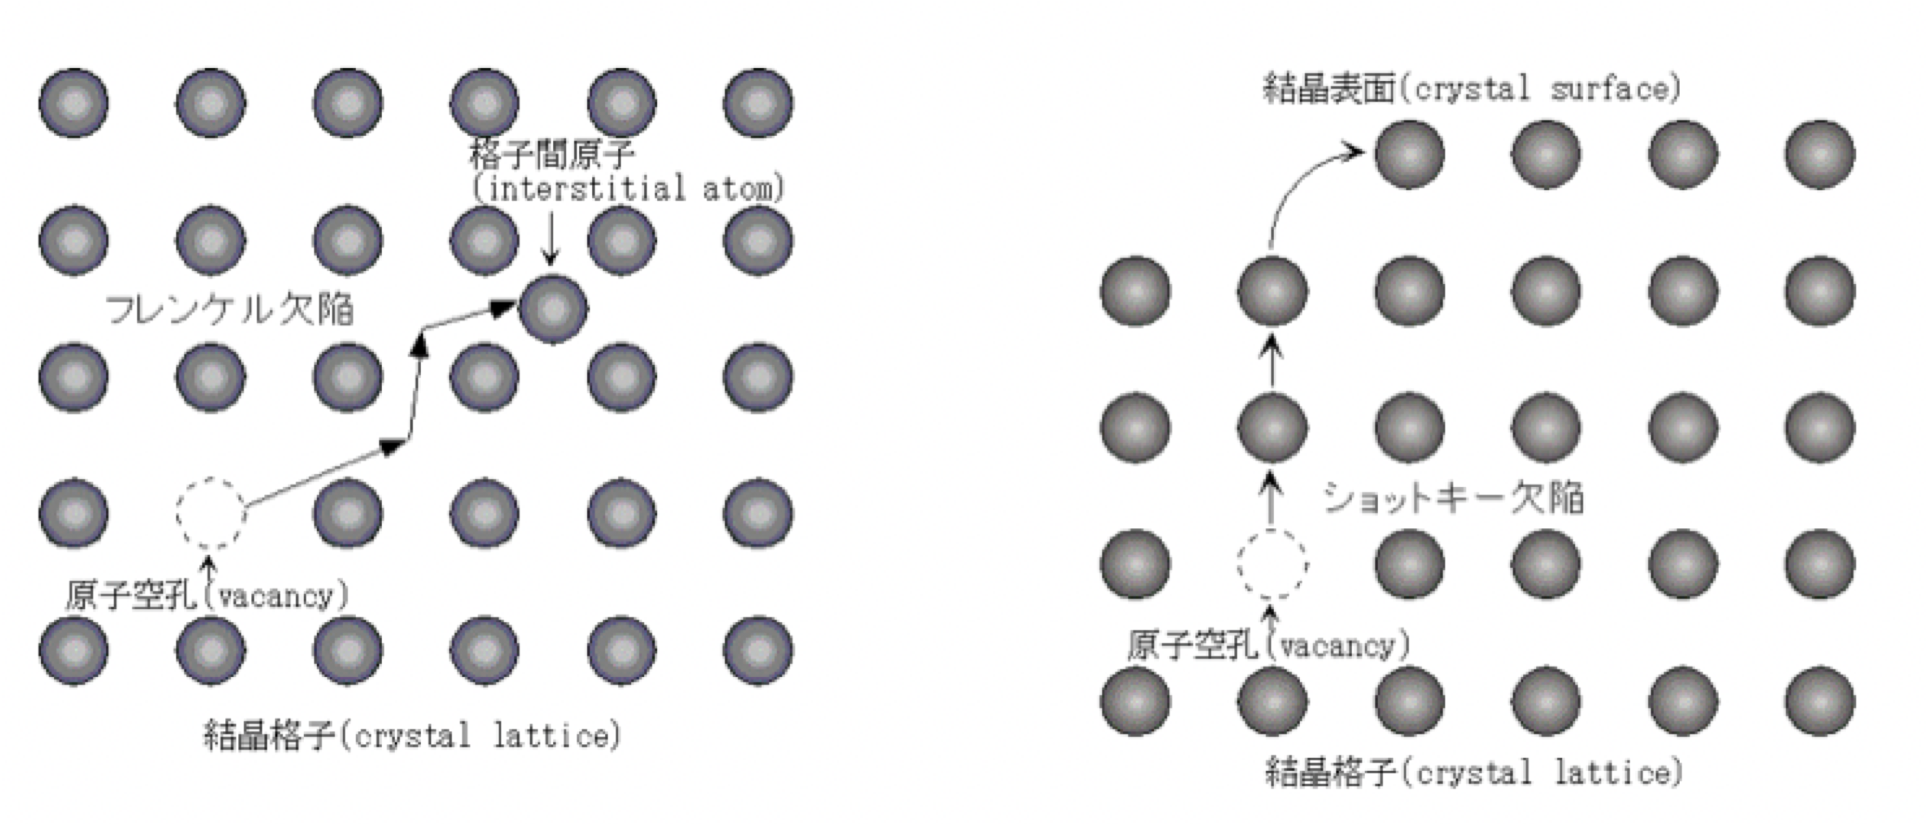 格子間原子
(interstitial atom)
フレンケル欠陥
原子空孔(vacancy)
結晶格子(crystal lattice)
結晶表面(crystal surface)
ショットキー欠陥
原子空孔(vacancy)
結晶格子(crystal lattice)